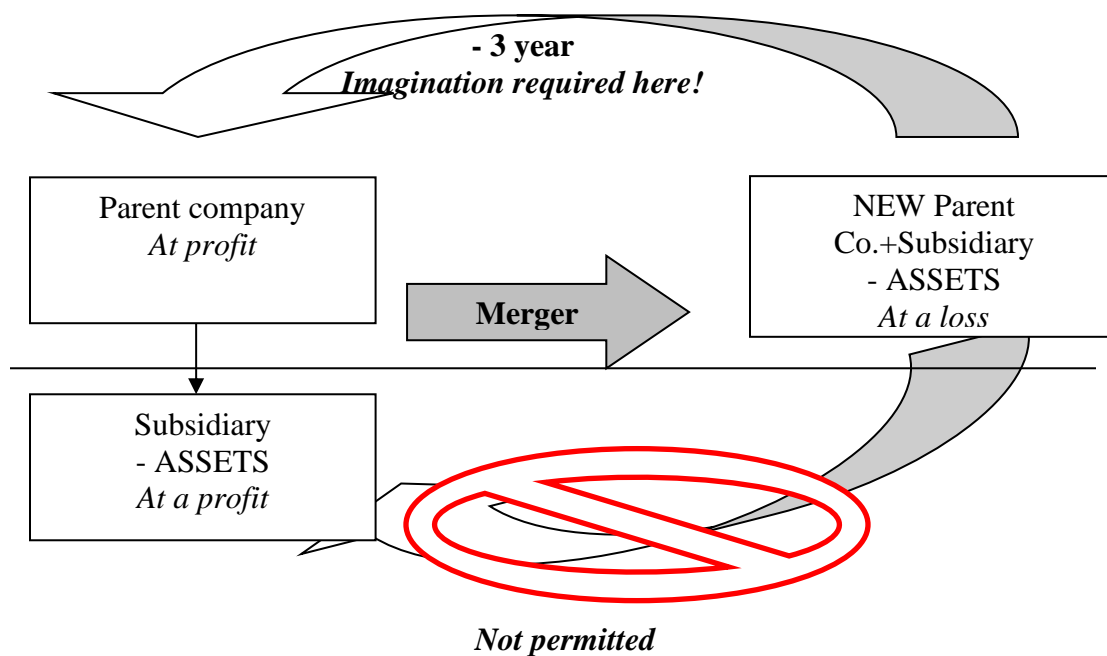 - 3 year
Imagination required here!
Parent company
At profit
Merger
NEW Parent
Co.+Subsidiary
- ASSETS
At a loss
Subsidiary
- ASSETS
At a profit
Not permitted